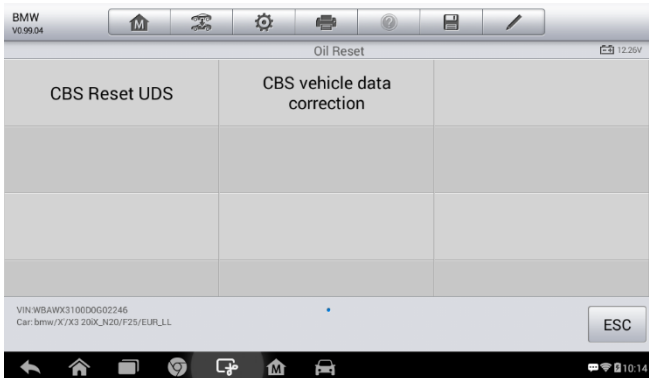 BMW
V0.99.04
Oil Reset
12.26V
CBS Reset UDS
CBS vehicle data
correction
VIN:WBAWX3100D0G02246
Car: bmw/X'/X3 20iX_N20/F25/EUR_LL
ESC
10:14